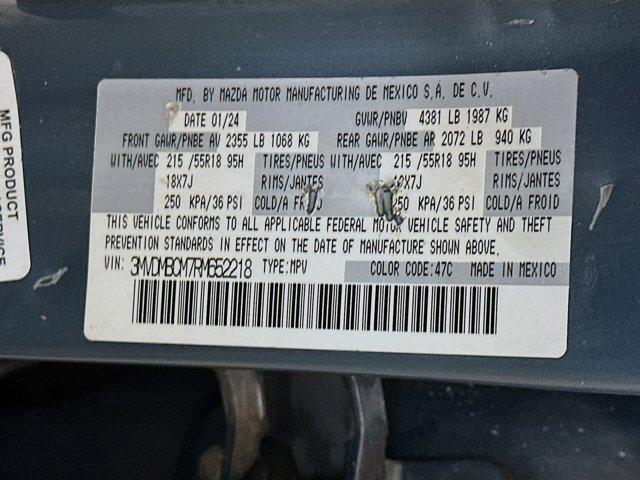 MFG PRODUCT
SERVICE
MFD. BY MAZDA MOTOR MANUFACTURING DE MEXICO S.A. DE C.V.
DATE 01/24 GVWR/PNBV 4381 LB 1987 KG
FRONT GAWR/PNBE AV 2355 LB 1068 KG REAR GAWR/PNBE AR 2072 LB 940 KG
WITH/AVEC 215 /55R18 95H TIRES/PNEUS WITH/AVEC 215 /55R18 95H TIRES/PNEUS
18X7J RIMS/JANTES 18X7J RIMS/JANTES
250 KPA/36 PSI COLD/A FROID 250 KPA/36 PSI COLD/A FROID
THIS VEHICLE CONFORMS TO ALL APPLICABLE FEDERAL MOTOR VEHICLE SAFETY AND THEFT
PREVENTION STANDARDS IN EFFECT ON THE DATE OF MANUFACTURE SHOWN ABOVE.
VIN: 3MVDMBCM7RM652218 TYPE:MPV COLOR CODE:47C MADE IN MEXICO